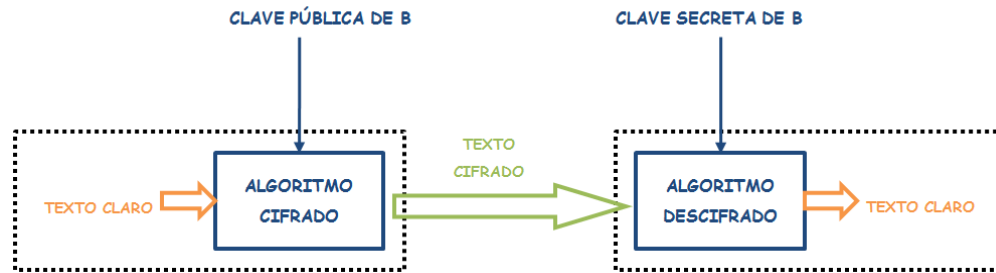 CLAVE PÚBLICA DE B
CLAVE SECRETA DE B
TEXTO
CIFRADO
TEXTO CLARO
ALGORITMO
CIFRADO
ALGORITMO
DESCIFRADO
TEXTO CLARO